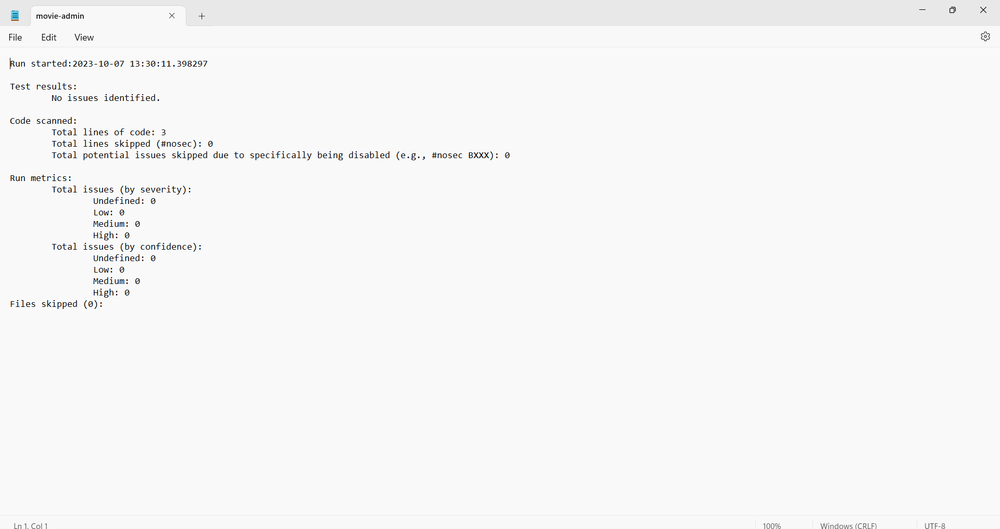 movie-admin
File Edit View
Run started:2023-10-07 13:30:11.398297
Test results:
No issues identified.
Code scanned:
Total lines of code: 3
Total lines skipped (#nosec): 0
Total potential issues skipped due to specifically being disabled (e.g., #nosec BXXX): 0
Run metrics:
Total issues (by severity):
Undefined: 0
Low: 0
Medium: 0
High: 0
Total issues (by confidence):
Undefined: 0
Low: 0
Medium: 0
High: 0
Files skipped (0):
Ln 1, Col 1 100% Windows (CRLF) UTF-8